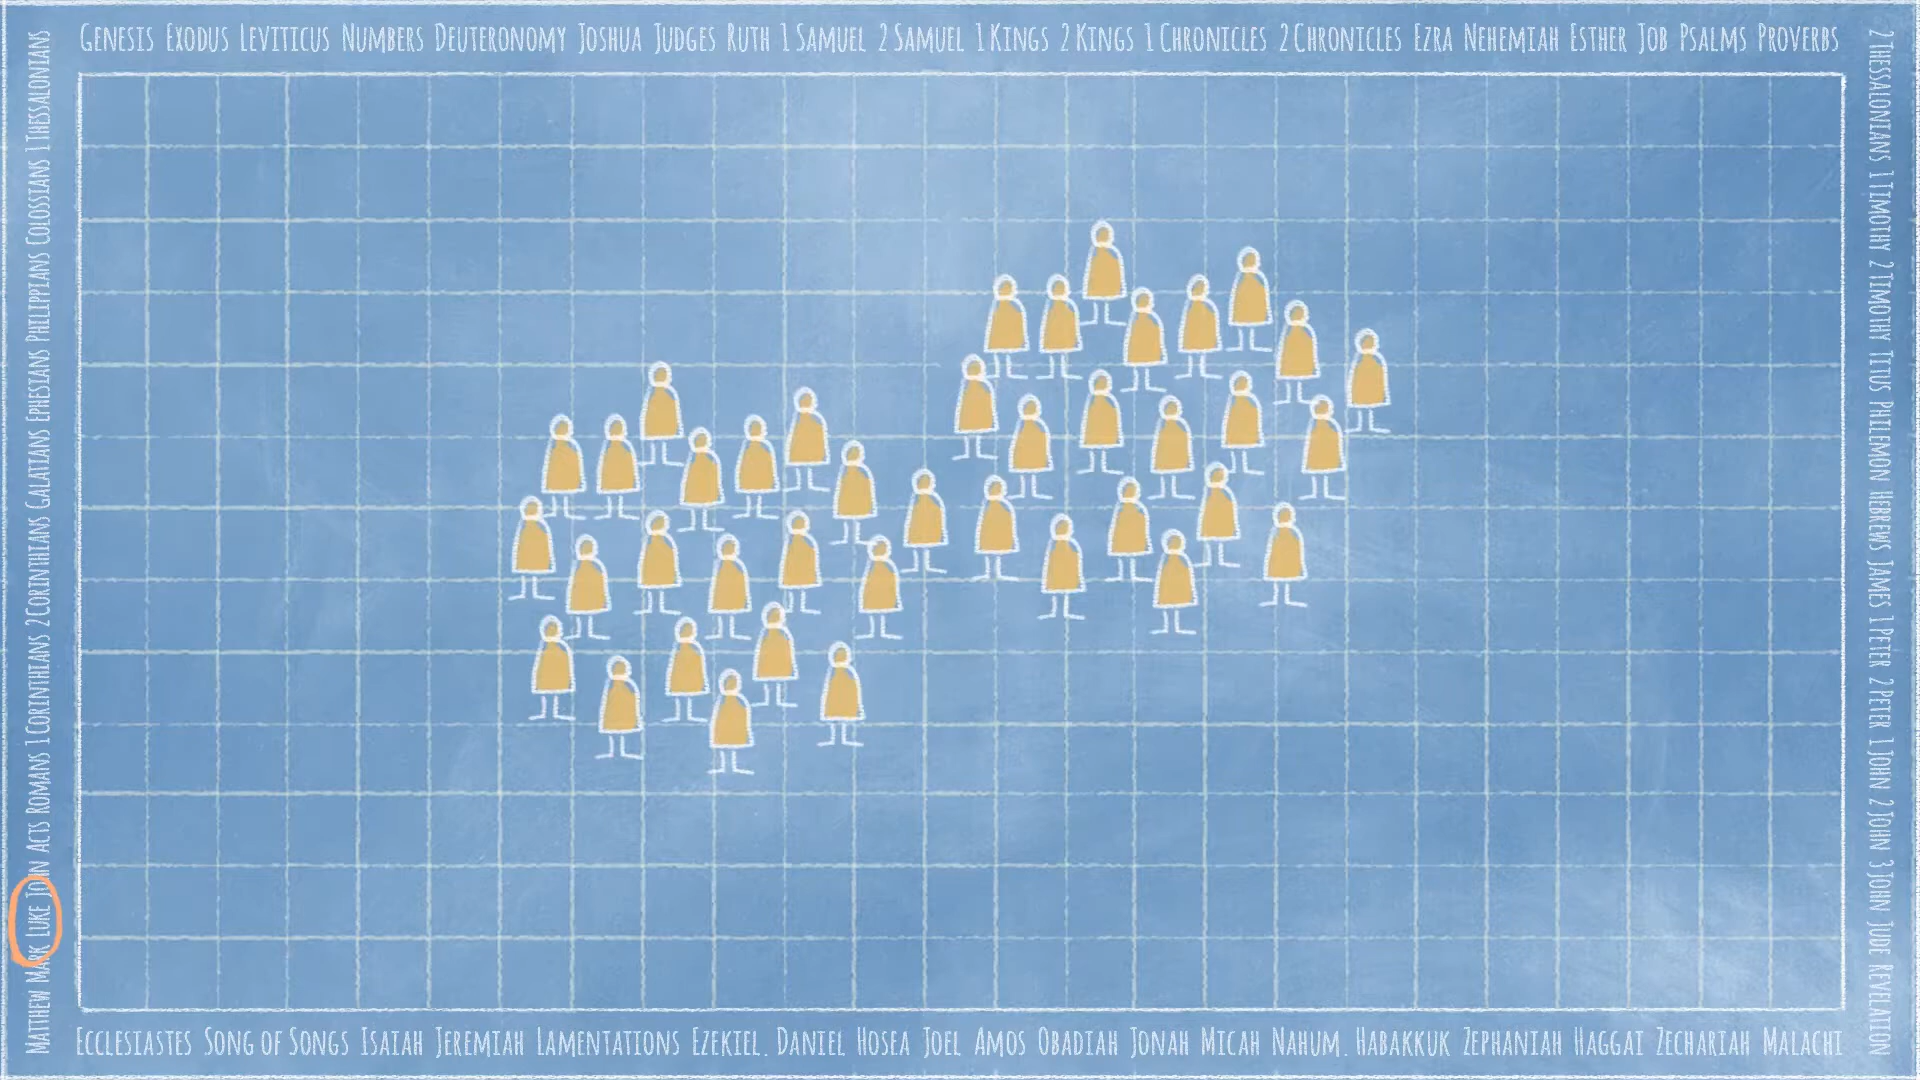 GENESIS EXODUS LEVITICUS NUMBERS DEUTERONOMY JOSHUA JUDGES RUTH 1 SAMUEL 2 SAMUEL 1 KINGS 2 KINGS 1 CHRONICLES 2 CHRONICLES EZRA NEHEMIAH ESTHER JOB PSALMS PROVERBS
ECCLESIASTES SONG OF SONGS ISAIAH JEREMIAH LAMENTATIONS EZEKIEL. DANIEL HOSEA JOEL AMOS OBADIAH JONAH MICAH NAHUM. HABAKKUK ZEPHANIAH HAGGAI ZECHARIAH MALACHI
MATTHEW MARK LUKE JOHN ACTS ROMANS 1 CORINTHIANS 2 CORINTHIANS GALATIANS EPHESIANS PHILIPPIANS COLOSSIANS 1 THESSALONIANS
2 THESSALONIANS 1 TIMOTHY 2 TIMOTHY TITUS PHILEMON HEBREWS JAMES 1 PETER 2 PETER 1 JOHN 2 JOHN 3 JOHN JUDE REVELATION